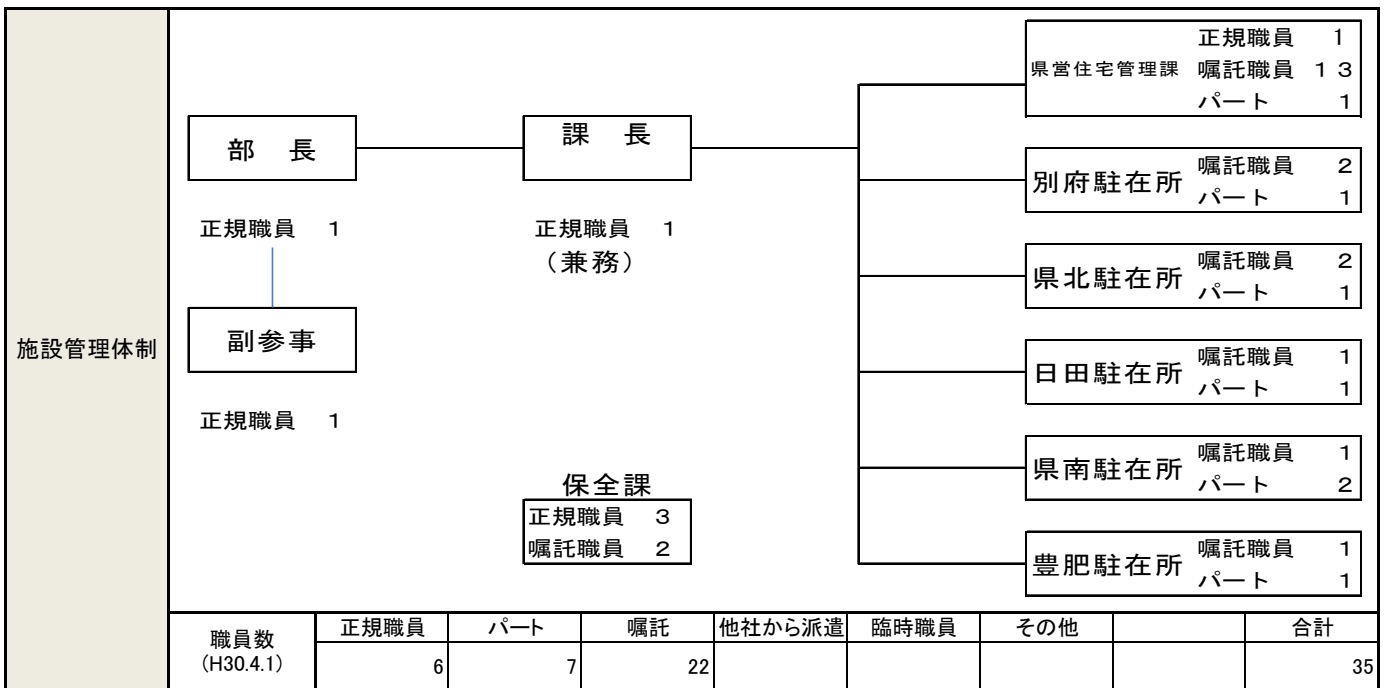 施設管理体制
部　長
正規職員　１
副参事
正規職員　１
課　長
正規職員　１
（兼務）
保全課
正規職員　３
嘱託職員　２
県営住宅管理課
正規職員　１
嘱託職員　１３
パート　１
別府駐在所
嘱託職員　２
パート　１
県北駐在所
嘱託職員　２
パート　１
日田駐在所
嘱託職員　１
パート　１
県南駐在所
嘱託職員　１
パート　２
豊肥駐在所
嘱託職員　１
パート　１
職員数
(H30.4.1)
正規職員　パート　嘱託　他社から派遣　臨時職員　その他　合計
6　7　22　35